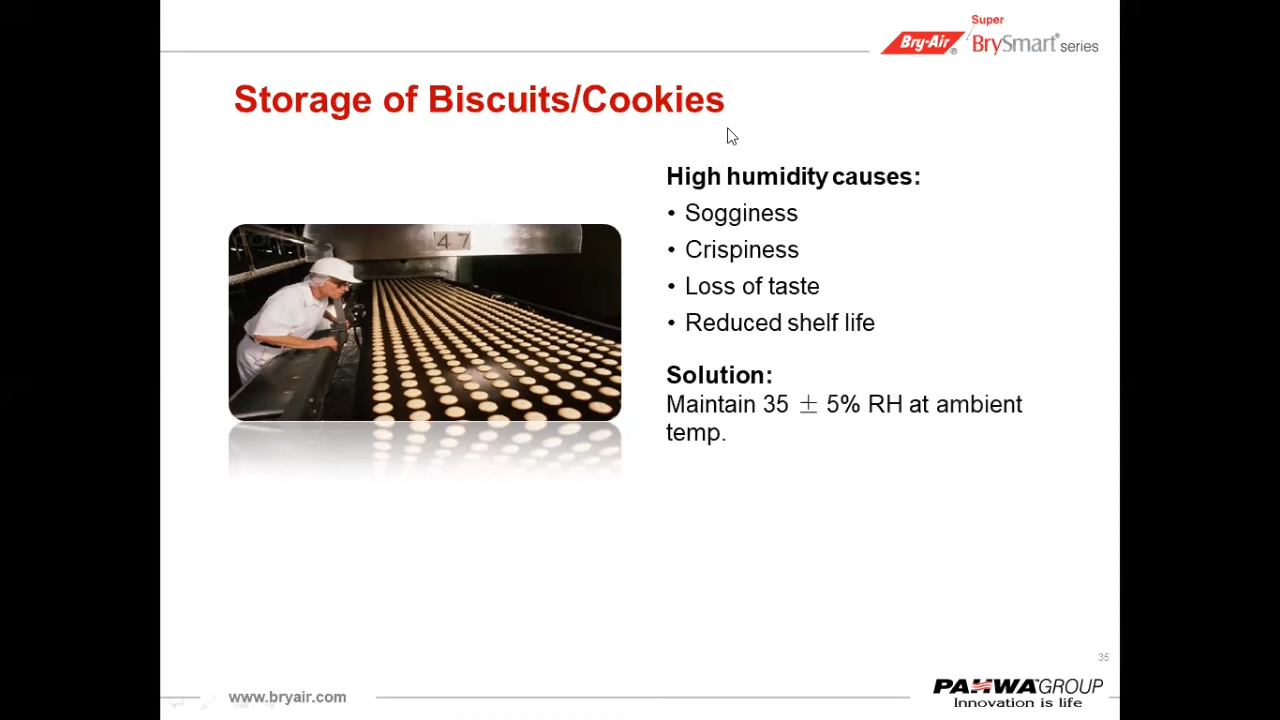 Super
Bry-Air® BrySmart® series
Storage of Biscuits/Cookies
High humidity causes:
• Sogginess
• Crispiness
• Loss of taste
• Reduced shelf life
47
Solution:
Maintain 35 ± 5% RH at ambient
temp.
35
www.bryair.com
PAHWA GROUP
Innovation is life